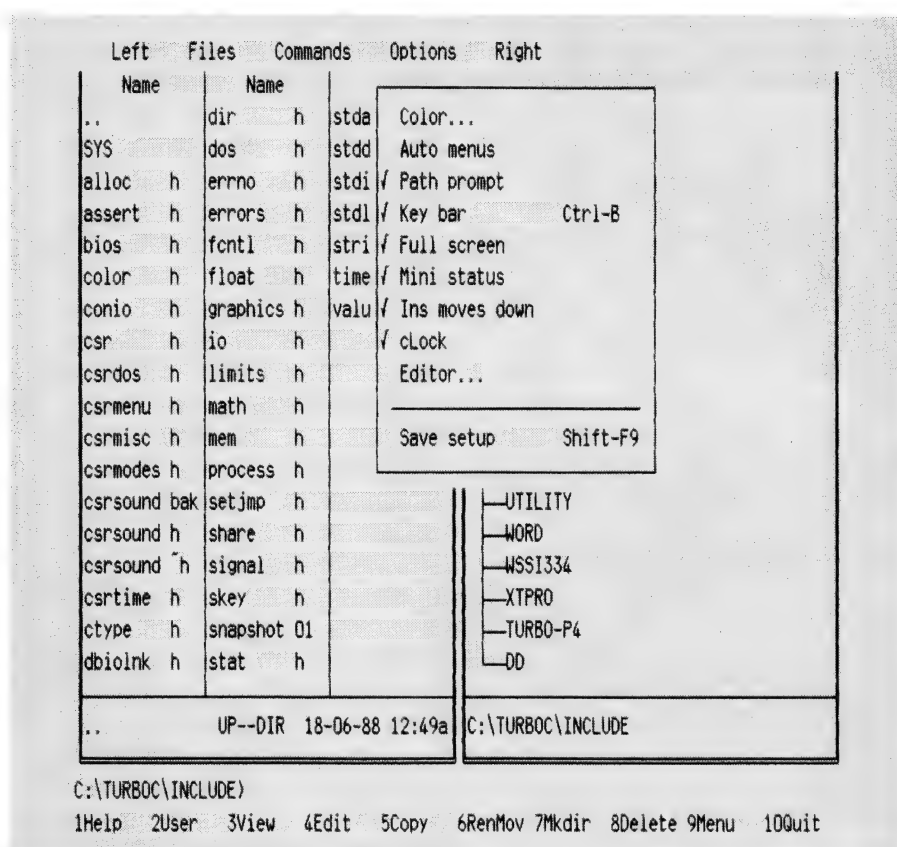 Left Files Commands Options Right
Name Name
.. dir h stda Color...
SYS dos h stdd Auto menus
alloc h errno h stdi √ Path prompt
assert h errors h stdl √ Key bar Ctrl-B
bios h fcntl h stri √ Full screen
color h float h time √ Mini status
conio h graphics h valu √ Ins moves down
csr h io h √ cLock
csrdos h limits h Editor...
csrmenu h math h
csrmisc h mem h Save setup Shift-F9
csrmodes h process h
csrsound bak setjmp h UTILITY
csrsound h share h WORD
csrsound ~h signal h WSSI334
csrtime h skey h XTPRO
ctype h snapshot 01 TURBO-P4
dbiolnk h stat h DD
.. UP--DIR 18-06-88 12:49a C:\TURBOC\INCLUDE
C:\TURBOC\INCLUDE)
1Help 2User 3View 4Edit 5Copy 6RenMov 7Mkdir 8Delete 9Menu 10Quit